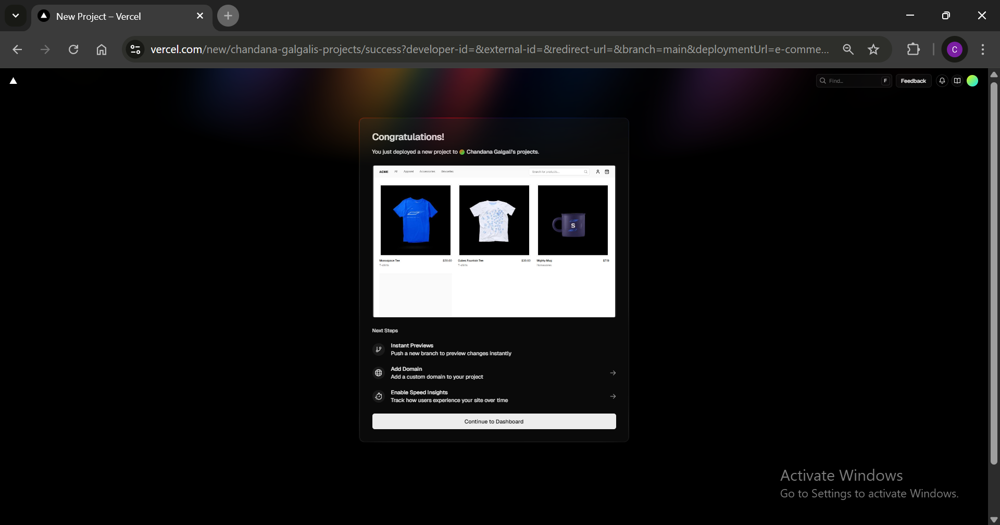 New Project – Vercel
vercel.com/new/chandana-galgalis-projects/success?developer-id=&external-id=&redirect-url=&branch=main&deploymentUrl=e-comme...
C
Find... F Feedback
Congratulations!
You just deployed a new project to Chandana Galgali's projects.
ACME All Apparel Accessories Groceries Search for products...
S
Monospace Tee $20.00 Cubes Fountain Tee $30.00 Mighty Mug $7.19
T-shirts T-shirts Homewares
Next Steps
Instant Previews
Push a new branch to preview changes instantly
Add Domain
Add a custom domain to your project
Enable Speed Insights
Track how users experience your site over time
Continue to Dashboard
Activate Windows
Go to Settings to activate Windows.